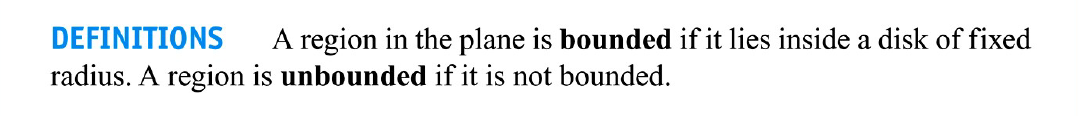 DEFINITIONS A region in the plane is bounded if it lies inside a disk of fixed
radius. A region is unbounded if it is not bounded.